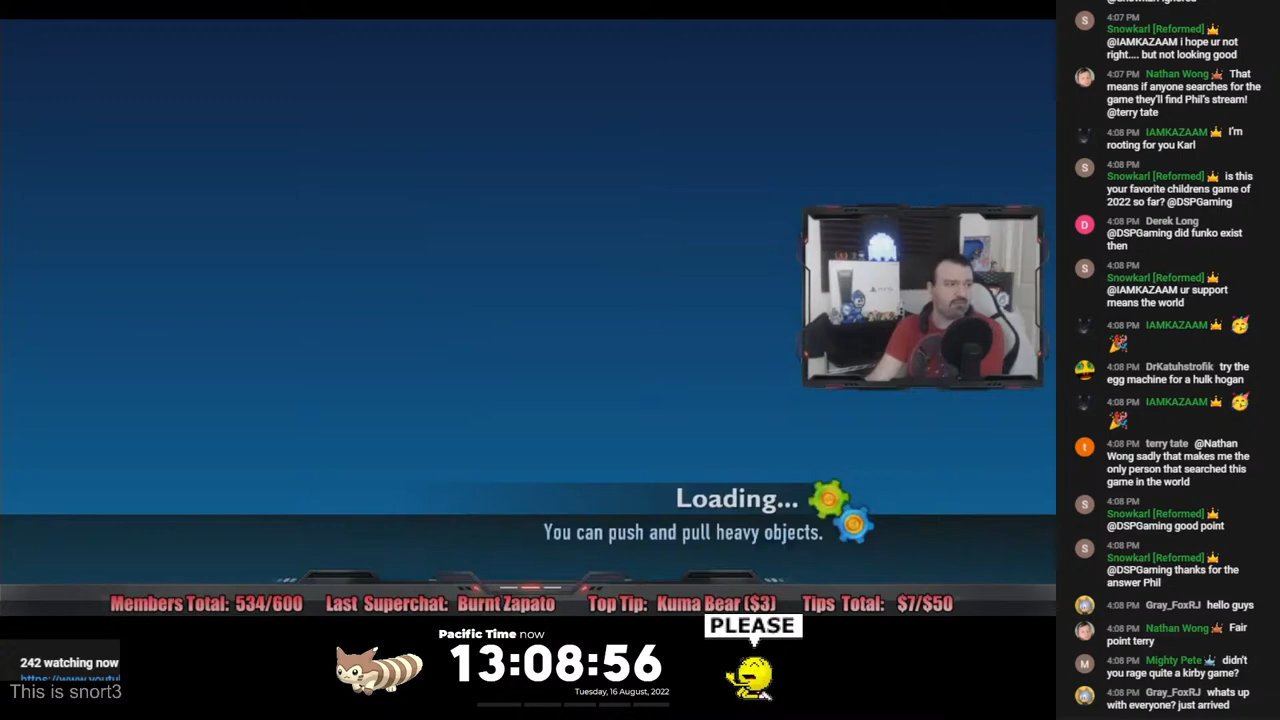 Loading...
You can push and pull heavy objects.
Members Total: 534/600 Last Superchat: Burnt Zapato Top Tip: Kuma Bear ($3) Tips Total: $7/$50
PLEASE
Pacific Time now
13:08:56
Tuesday, 16 August, 2022
242 watching now
This is snort3
4:07 PM
Snowkarl [Reformed]
@IAMKAZAAM i hope ur not
right.... but not looking good
4:07 PM Nathan Wong That
means if anyone searches for the
game they'll find Phil's stream!
@terry tate
4:08 PM IAMKAZAAM I'm
rooting for you Karl
4:08 PM
Snowkarl [Reformed] is this
your favorite childrens game of
2022 so far? @DSPGaming
4:08 PM Derek Long
@DSPGaming did funko exist
then
4:08 PM
Snowkarl [Reformed]
@IAMKAZAAM ur support
means the world
4:08 PM IAMKAZAAM
4:08 PM DrKatuhstrofik try the
egg machine for a hulk hogan
4:08 PM IAMKAZAAM
4:08 PM terry tate @Nathan
Wong sadly that makes me the
only person that searched this
game in the world
4:08 PM
Snowkarl [Reformed]
@DSPGaming good point
4:08 PM
Snowkarl [Reformed]
@DSPGaming thanks for the
answer Phil
4:08 PM Gray_FoxRJ hello guys
4:08 PM Nathan Wong Fair
point terry
4:08 PM Mighty Pete didn't
you rage quite a kirby game?
4:08 PM Gray_FoxRJ whats up
with everyone? just arrived